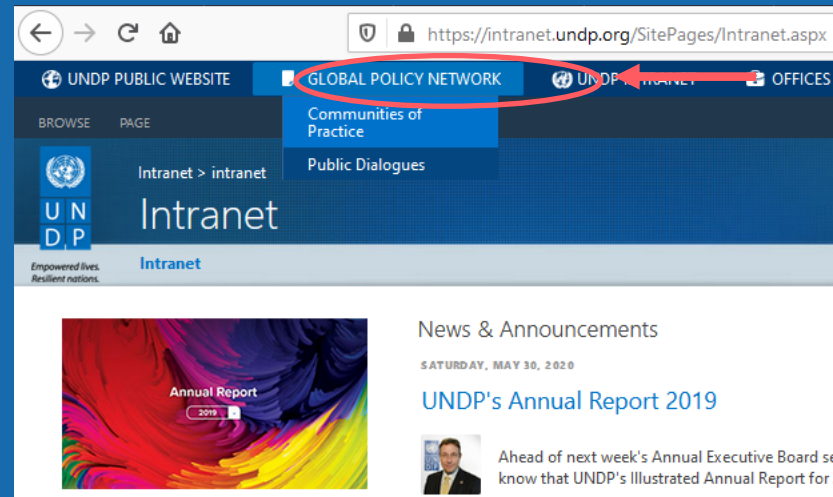 https://intranet.undp.org/SitePages/Intranet.aspx
UNDP PUBLIC WEBSITE GLOBAL POLICY NETWORK UNDP INTRANET OFFICES
BROWSE PAGE
Communities of
Practice
Public Dialogues
Intranet > intranet
Intranet
U N
D P
Empowered lives.
Resilient nations.
Intranet
Annual Report
2019
News & Announcements
SATURDAY, MAY 30, 2020
UNDP's Annual Report 2019
Ahead of next week's Annual Executive Board se
know that UNDP's Illustrated Annual Report for